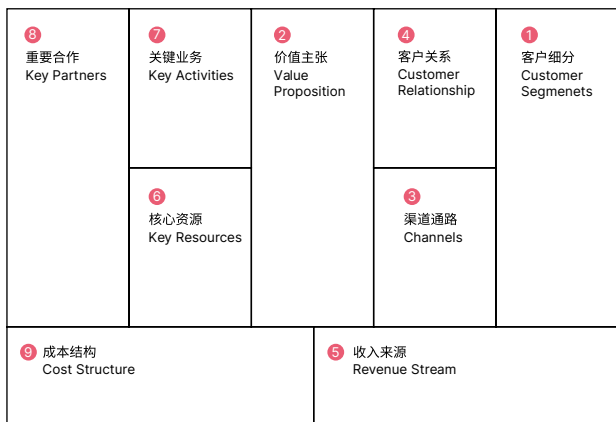 8
重要合作
Key Partners
7
关键业务
Key Activities
2
价值主张
Value
Proposition
4
客户关系
Customer
Relationship
1
客户细分
Customer
Segmenets
6
核心资源
Key Resources
3
渠道通路
Channels
9 成本结构
Cost Structure
5 收入来源
Revenue Stream